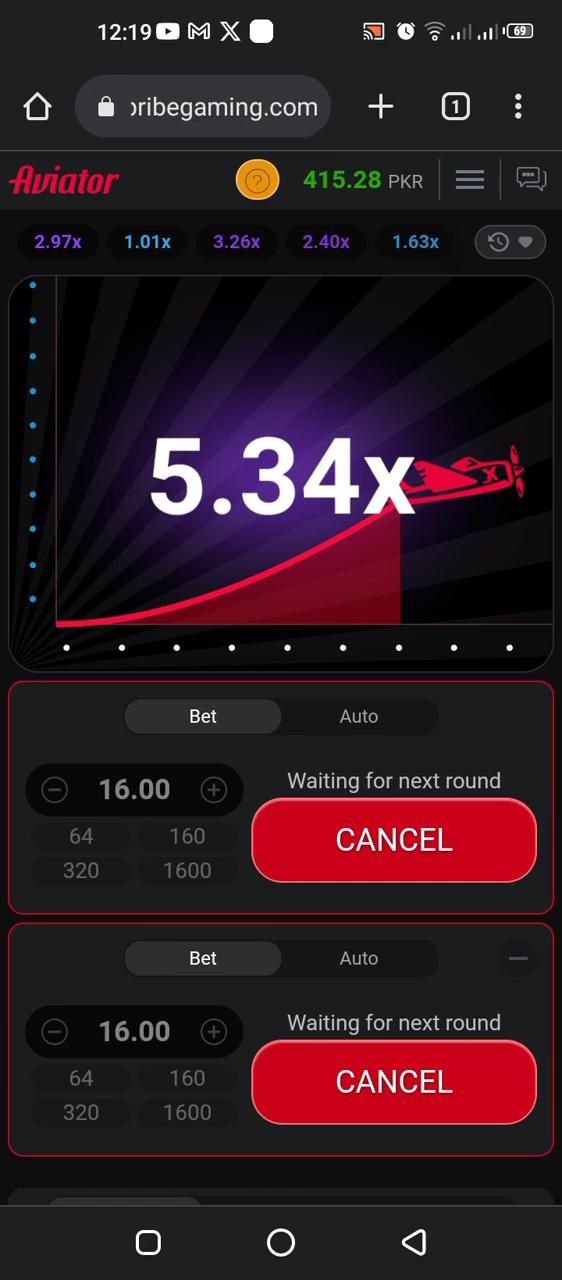 12:19 69
bribegaming.com 1
Aviator 415.28 PKR
2.97x 1.01x 3.26x 2.40x 1.63x
5.34x
X
Bet Auto
16.00 Waiting for next round
64 160 CANCEL
320 1600
Bet Auto
16.00 Waiting for next round
64 160 CANCEL
320 1600